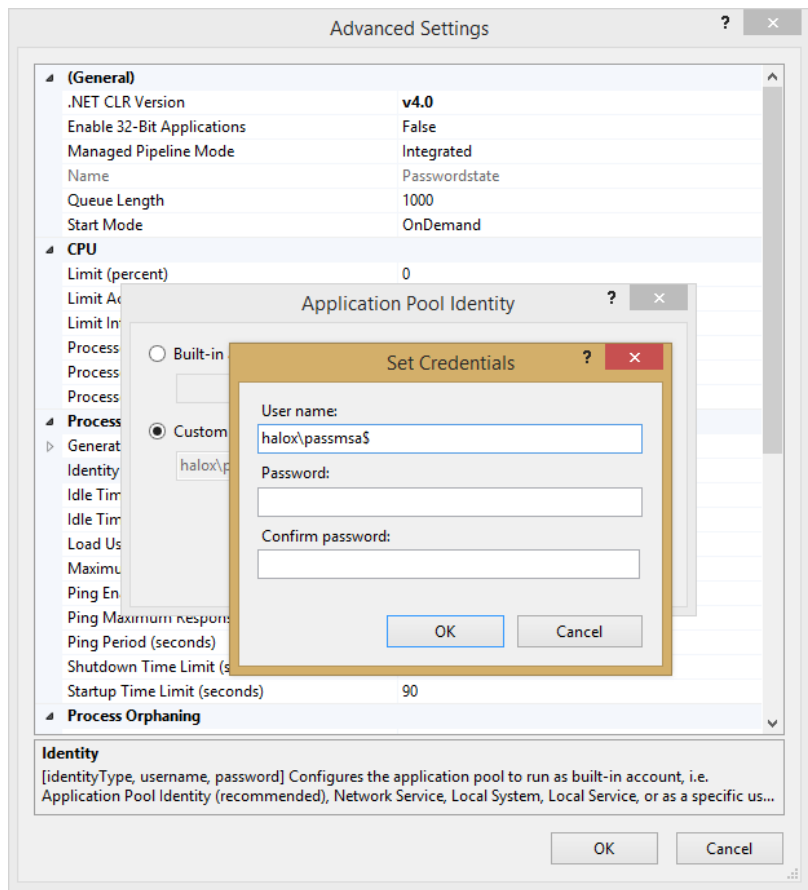 Advanced Settings
?
(General)
.NET CLR Version v4.0
Enable 32-Bit Applications False
Managed Pipeline Mode Integrated
Name Passwordstate
Queue Length 1000
Start Mode OnDemand
CPU
Limit (percent) 0
Limit
Limit
Process
Process
Process
Process
Generat
Identity
Idle Tim
Idle Tim
Load Us
Maximu
Ping En
Ping Maximum Respons
Ping Period (seconds)
Shutdown Time Limit (s
Startup Time Limit (seconds) 90
Process Orphaning
Application Pool Identity
?
Built-in
Custom
halox\p
Set Credentials
?
User name:
halox\passmsa$
Password:
Confirm password:
OK Cancel
Identity
[identityType, username, password] Configures the application pool to run as built-in account, i.e.
Application Pool Identity (recommended), Network Service, Local System, Local Service, or as a specific us...
OK Cancel